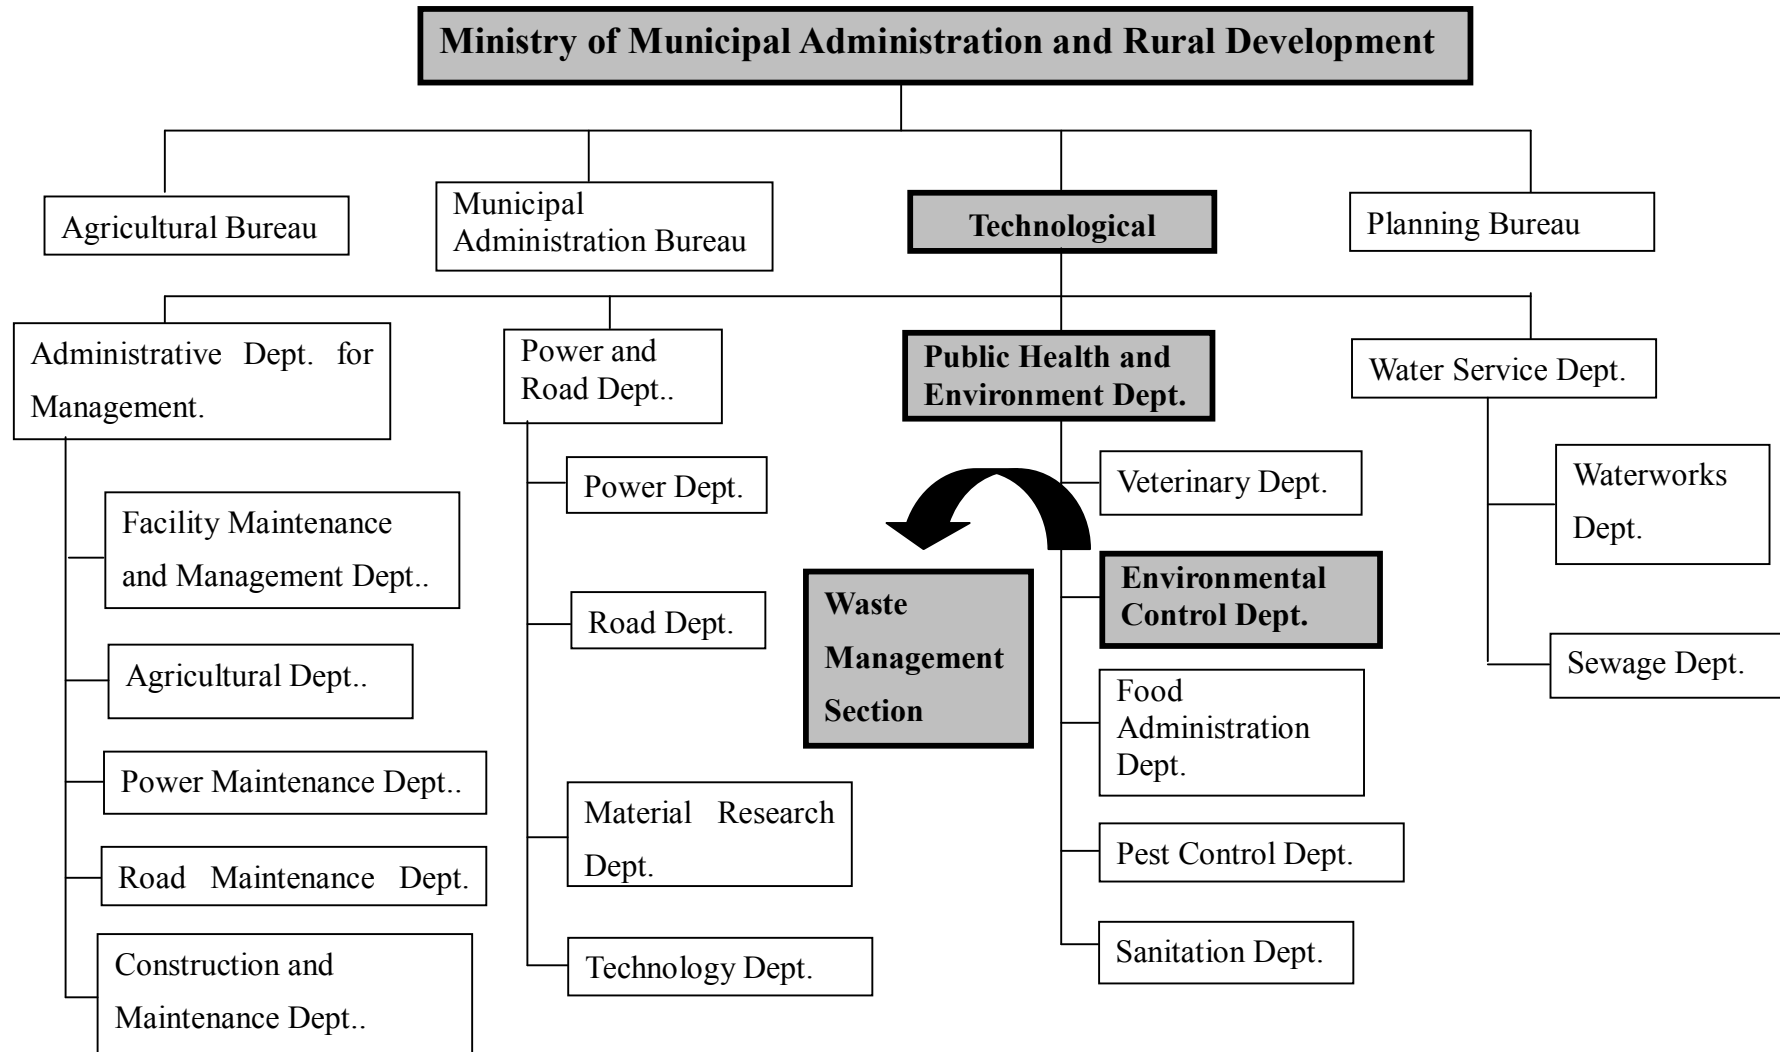 Ministry of Municipal Administration and Rural Development
Agricultural Bureau
Municipal
Administration Bureau
Technological
Planning Bureau
Administrative Dept. for
Management.
Power and
Road Dept..
Public Health and
Environment Dept.
Water Service Dept.
Facility Maintenance
and Management Dept..
Agricultural Dept..
Power Maintenance Dept..
Road Maintenance Dept.
Construction and
Maintenance Dept..
Power Dept.
Road Dept.
Material Research
Dept.
Technology Dept.
Waste
Management
Section
Veterinary Dept.
Environmental
Control Dept.
Food
Administration
Dept.
Pest Control Dept.
Sanitation Dept.
Waterworks
Dept.
Sewage Dept.